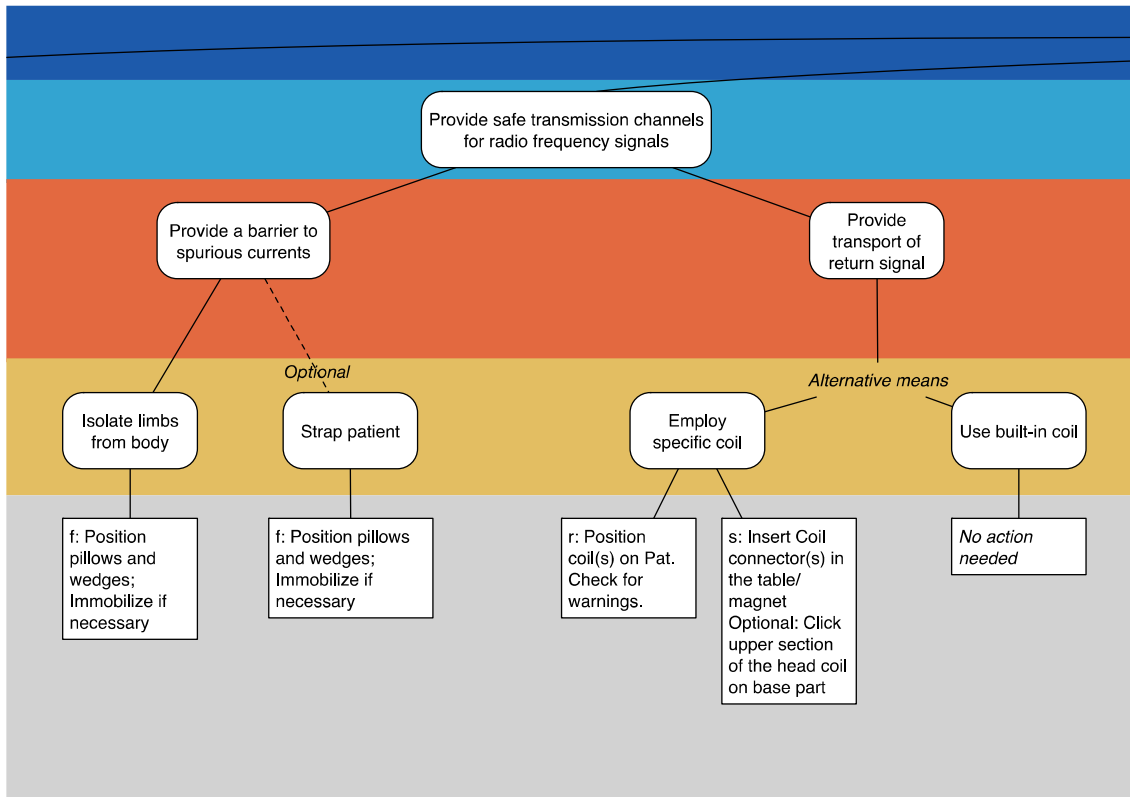 Provide safe transmission channels
for radio frequency signals
Provide a barrier to
spurious currents
Provide
transport of
return signal
Optional
Alternative means
Isolate limbs
from body
Strap patient
Employ
specific coil
Use built-in coil
f: Position
pillows and
wedges;
Immobilize if
necessary
f: Position pillows
and wedges;
Immobilize if
necessary
r: Position
coil(s) on Pat.
Check for
warnings.
s: Insert Coil
connector(s) in
the table/
magnet
Optional: Click
upper section
of the head coil
on base part
No action
needed